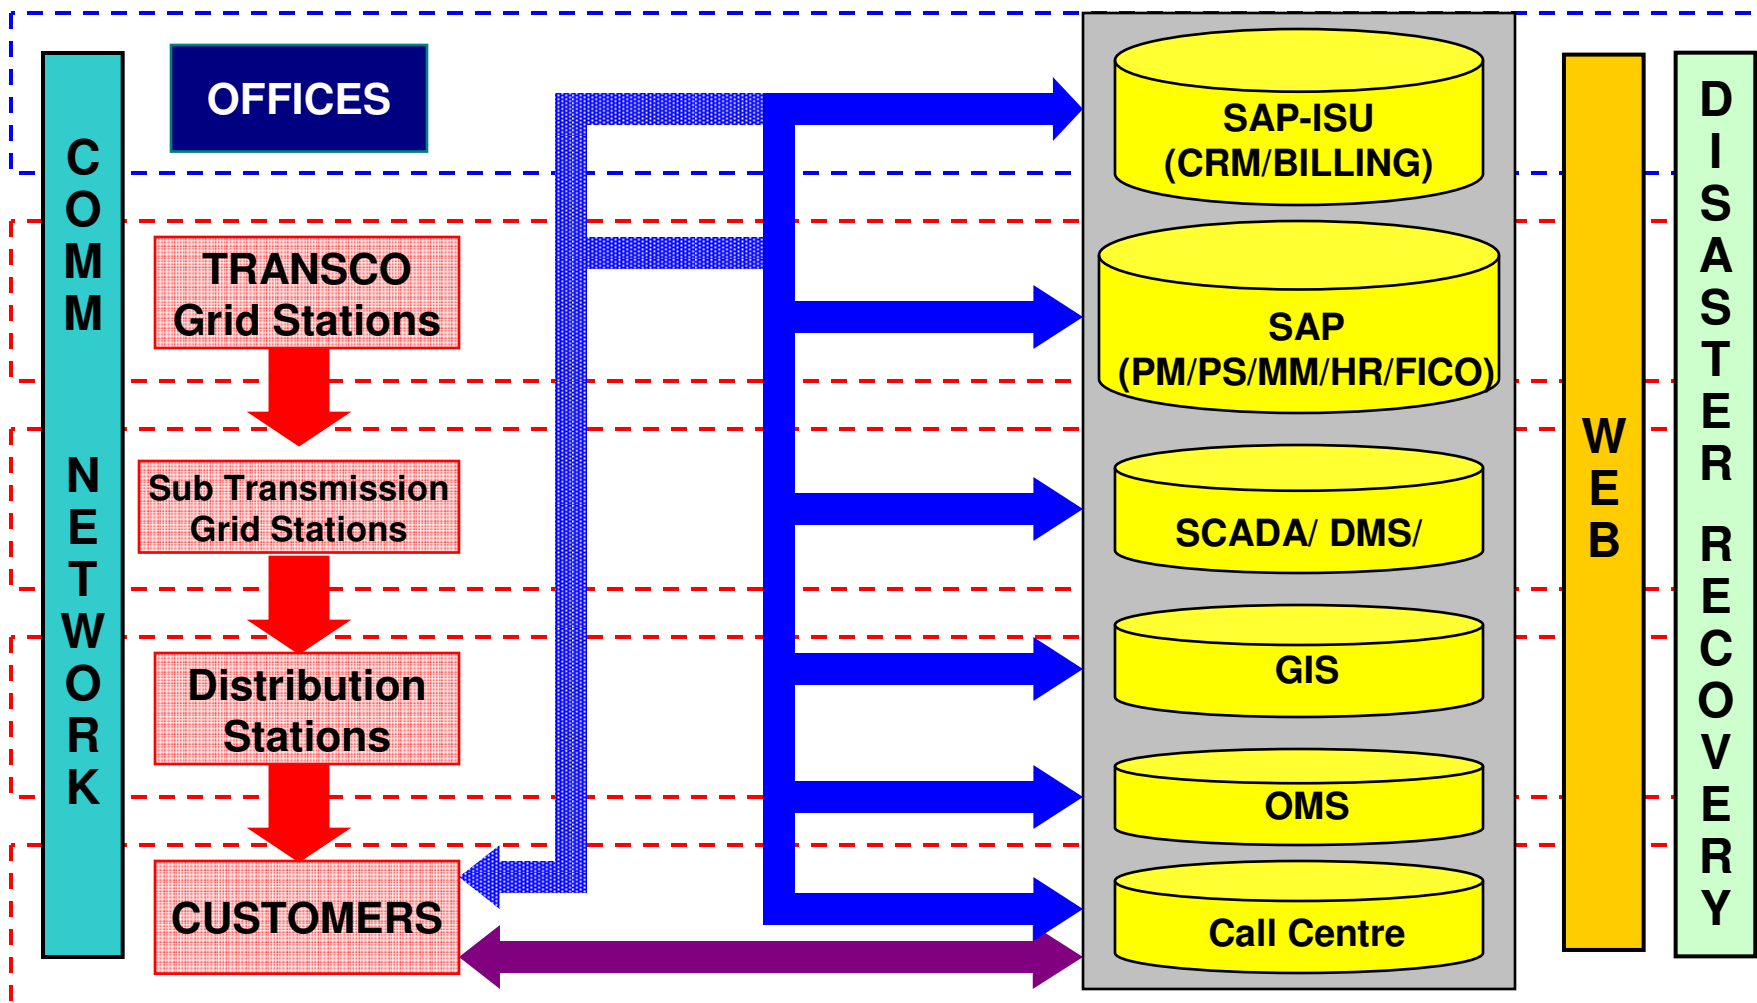 COMM NETWORK
OFFICES
TRANSCO
Grid Stations
Sub Transmission
Grid Stations
Distribution
Stations
CUSTOMERS
SAP-ISU
(CRM/BILLING)
SAP
(PM/PS/MM/HR/FICO)
SCADA/ DMS/
GIS
OMS
Call Centre
WEB
DISASTER RECOVERY